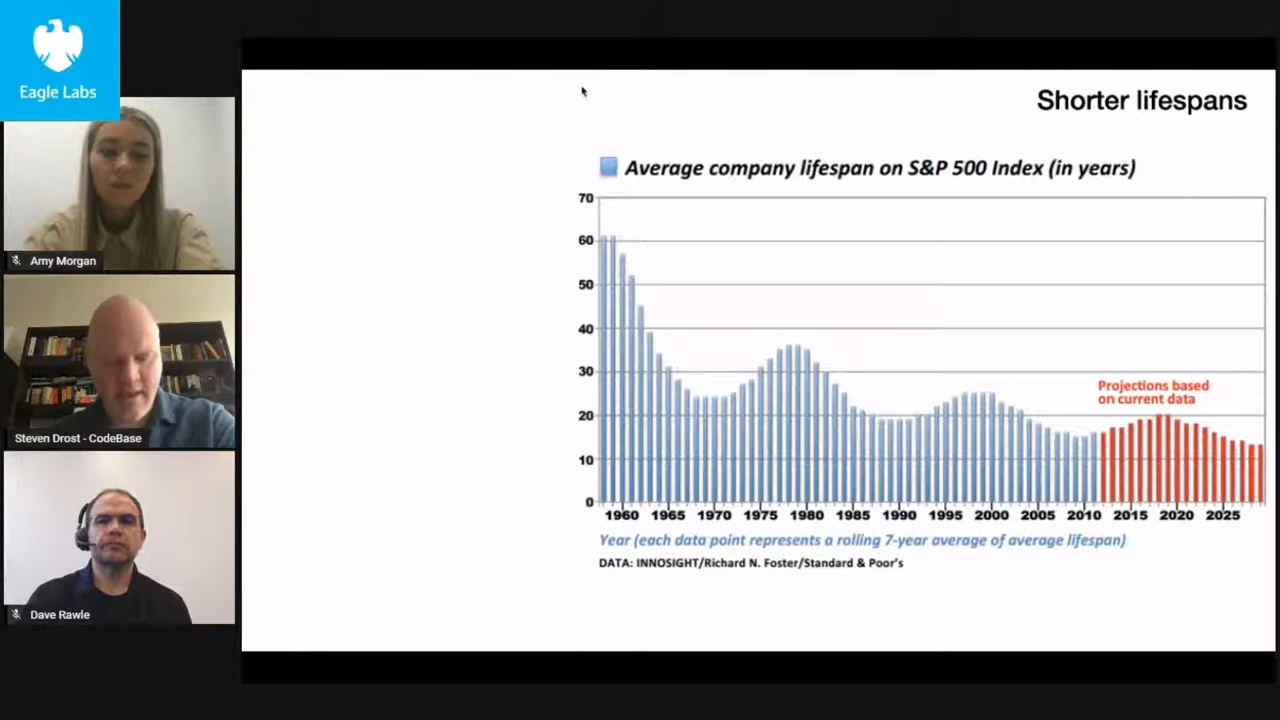 Eagle Labs
Amy Morgan
Steven Drost - CodeBase
Dave Rawle
Shorter lifespans
Average company lifespan on S&P 500 Index (in years)
70
60
50
40
30
20
10
0
Projections based
on current data
1960 1965 1970 1975 1980 1985 1990 1995 2000 2005 2010 2015 2020 2025
Year (each data point represents a rolling 7-year average of average lifespan)
DATA: INNOSIGHT/Richard N. Foster/Standard & Poor's